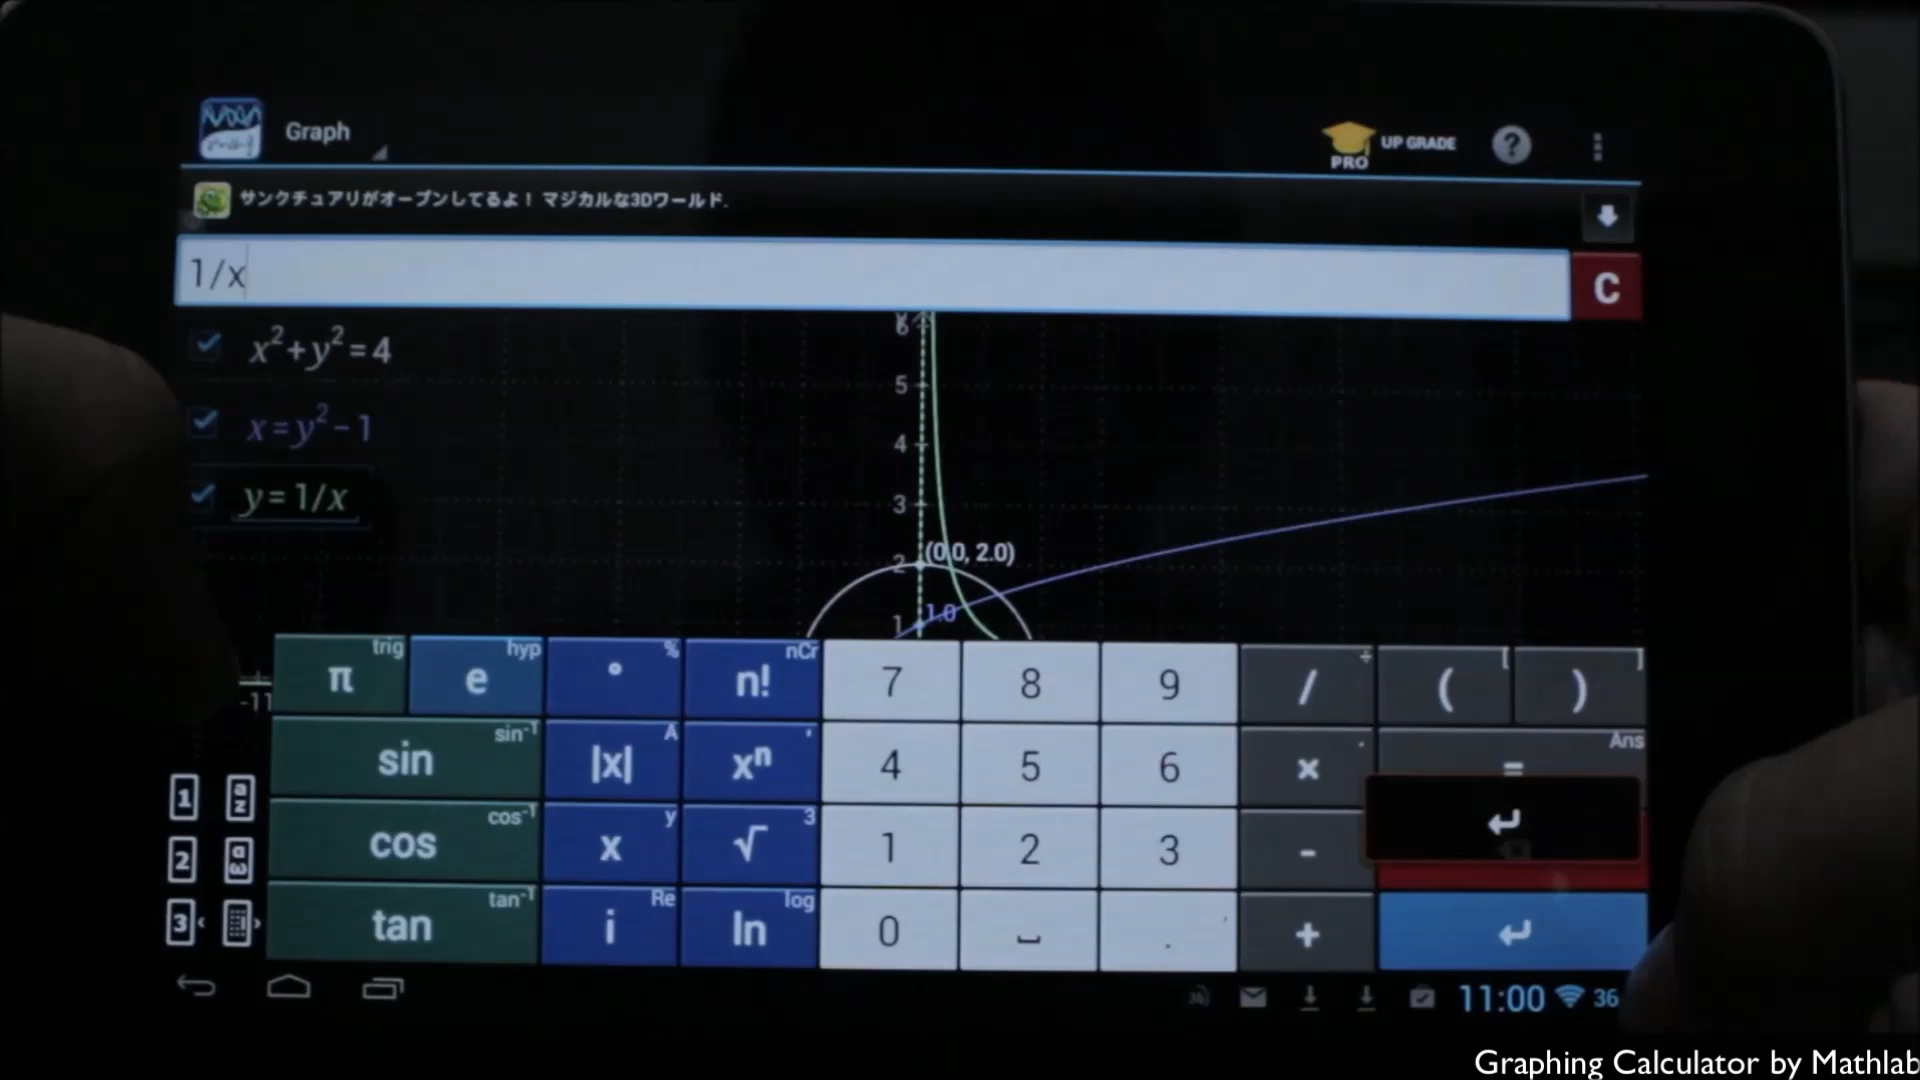 Graph
PRO UP GRADE ?
サンクチュアリがオープンしてるよ！ マジカルな3Dワールド.
1/x C
x²+y²=4
x=y²-1
y=1/x
6
5
4
3
2 (0.0, 2.0)
1 1.0
-11
π trig e hyp ° % n! nCr 7 8 9 / ÷ ( [ ) ]
sin sin⁻¹ |x| A xⁿ ' 4 5 6 × · = Ans
cos cos⁻¹ x y √ 3 1 2 3 - ↵
tan tan⁻¹ i Re ln log 0 ⎵ . , + ↵
1 a z
2 α ω
3
36 11:00 36
Graphing Calculator by Mathlab